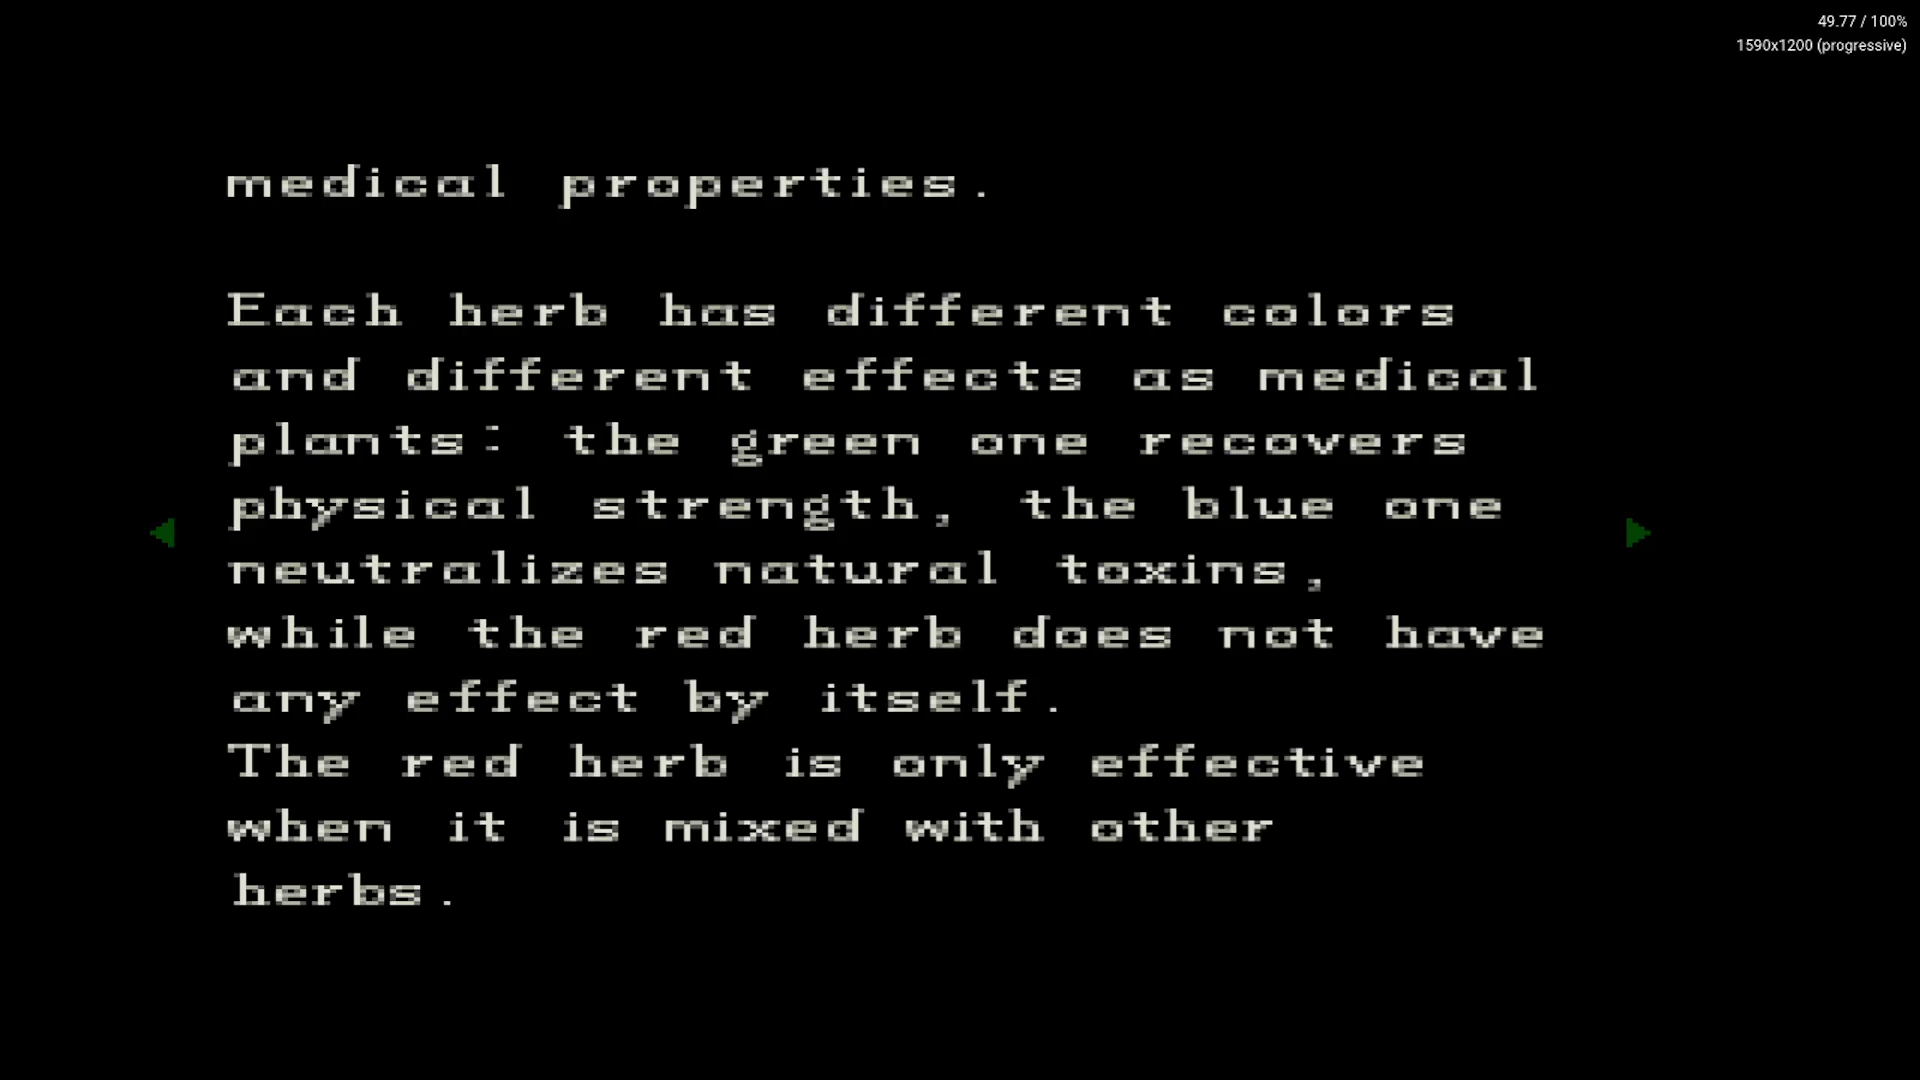 49.77 / 100%
1590x1200 (progressive)
medical properties.
Each herb has different colors
and different effects as medical
plants: the green one recovers
physical strength, the blue one
neutralizes natural toxins,
while the red herb does not have
any effect by itself.
The red herb is only effective
when it is mixed with other
herbs.